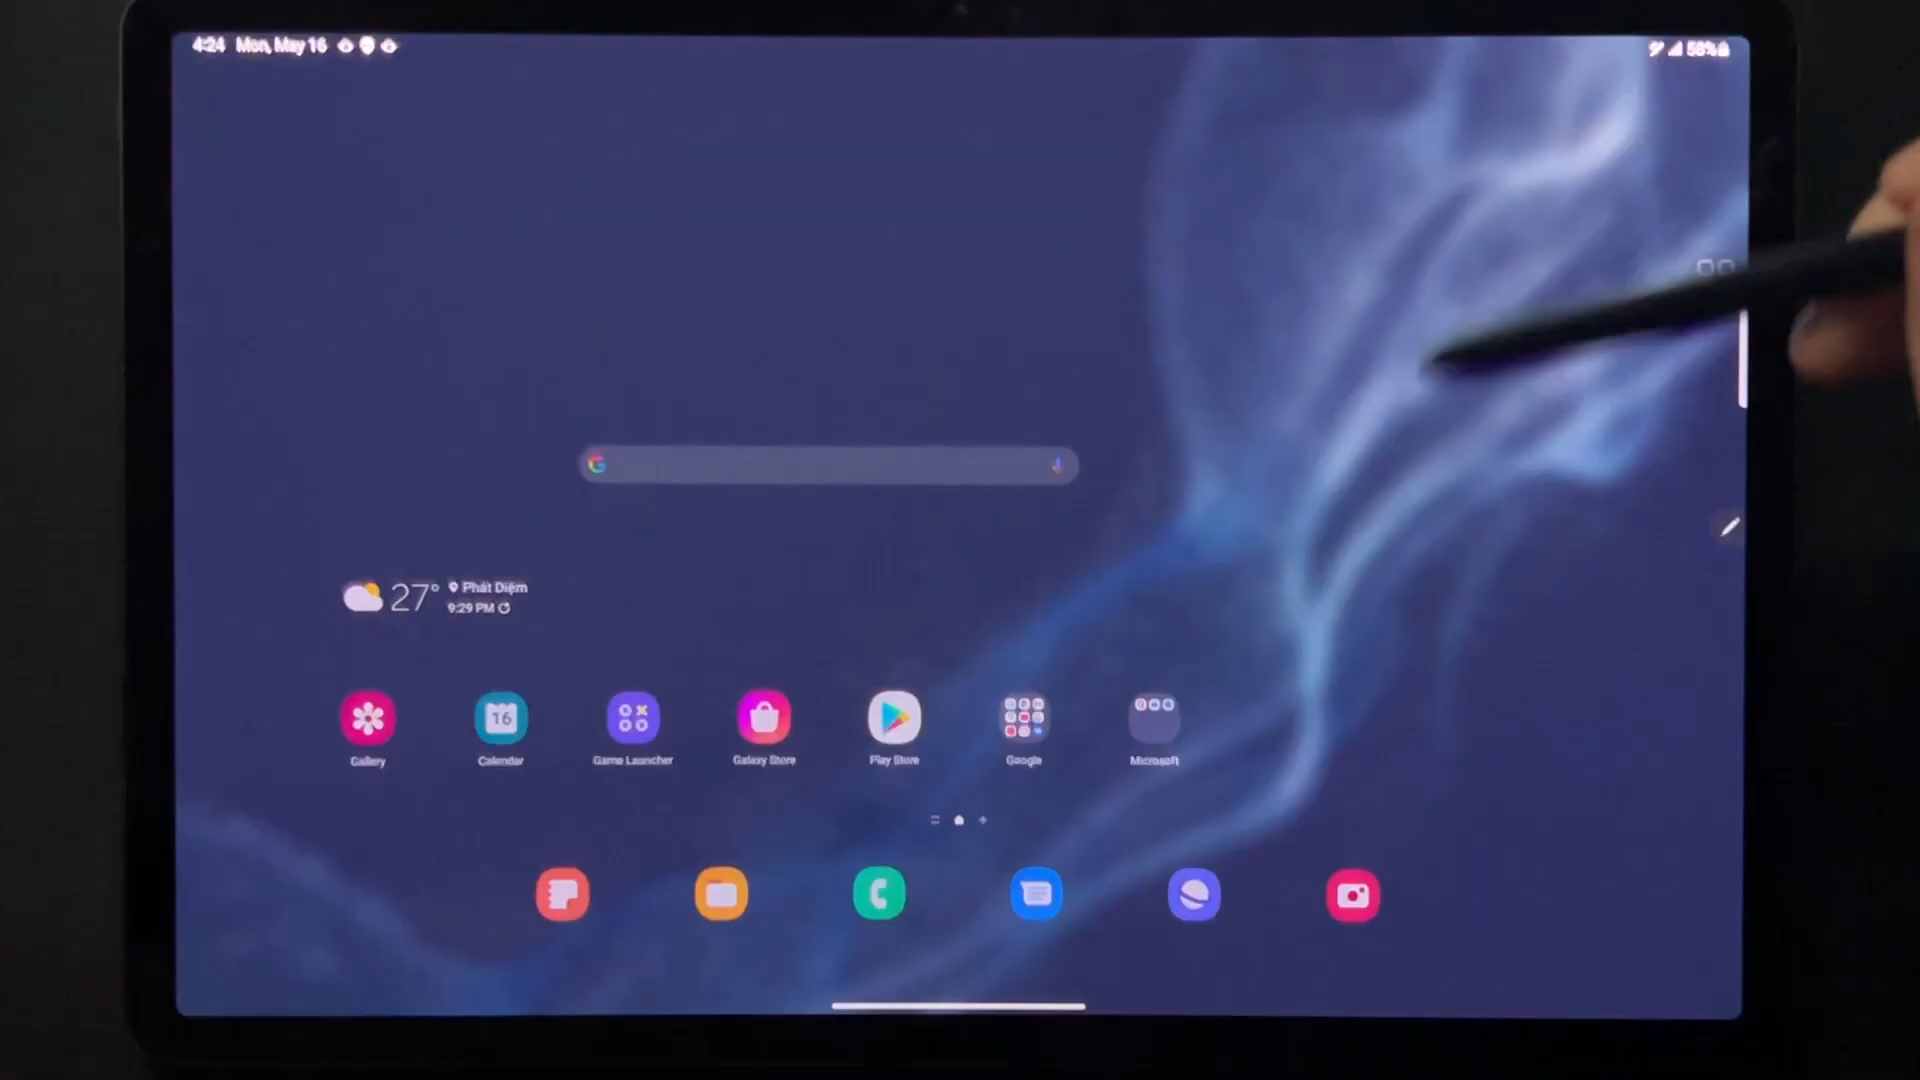 4:24 Mon, May 16
58%
27° Phát Diệm
9:29 PM
16
Gallery
Calendar
Game Launcher
Galaxy Store
Play Store
Google
Microsoft